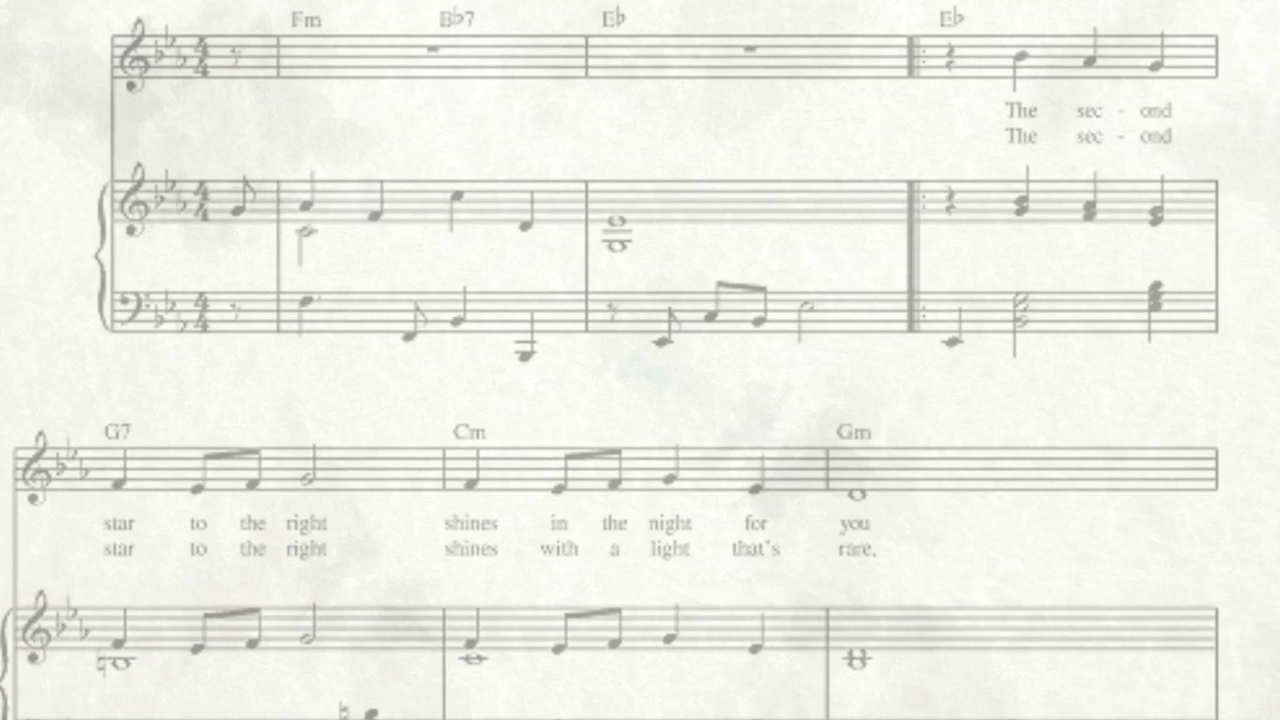 Fm B♭7 E♭ E♭
The sec - ond
The sec - ond
G7 Cm Gm
star to the right shines in the night for you
star to the right shines with a light that's rare,